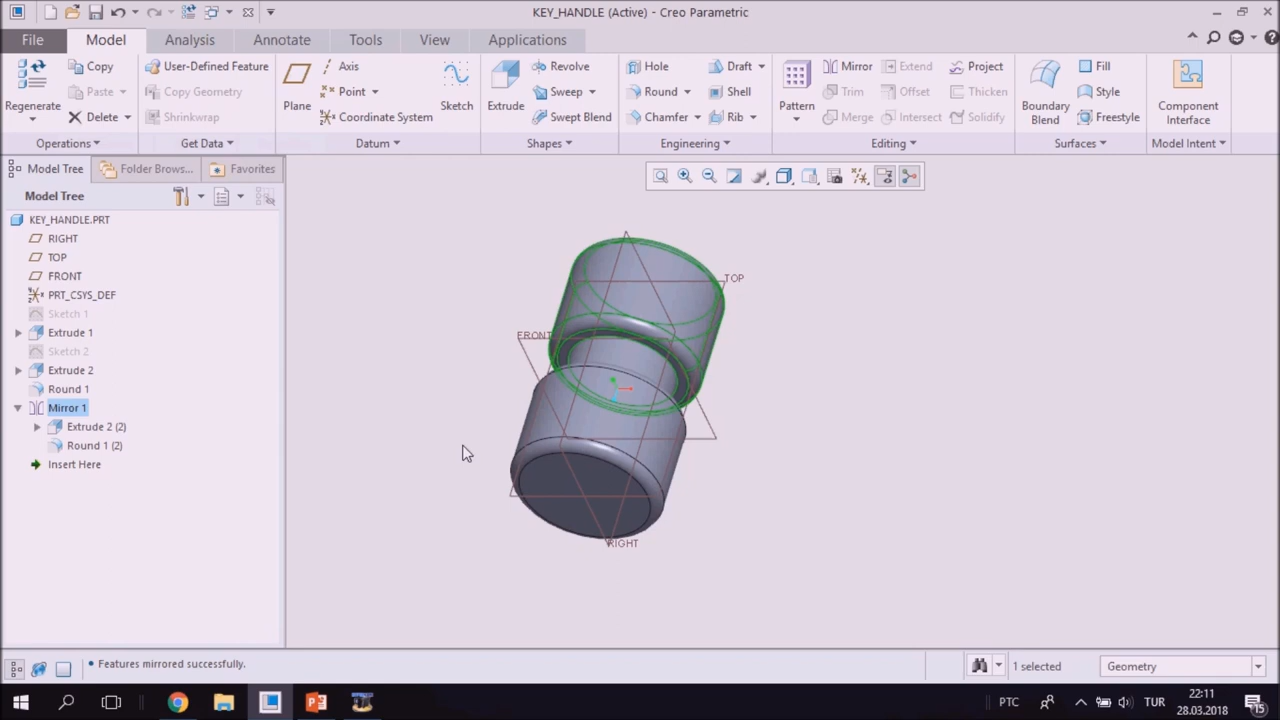 KEY_HANDLE (Active) - Creo Parametric
File Model Analysis Annotate Tools View Applications
Regenerate
Copy
Paste
Delete
Operations
User-Defined Feature
Copy Geometry
Shrinkwrap
Get Data
Plane
Axis
Point
Coordinate System
Sketch
Datum
Extrude
Revolve
Sweep
Swept Blend
Shapes
Hole
Round
Chamfer
Draft
Shell
Rib
Engineering
Pattern
Mirror
Trim
Merge
Extend
Offset
Intersect
Project
Thicken
Solidify
Editing
Boundary
Blend
Fill
Style
Freestyle
Surfaces
Component
Interface
Model Intent
Model Tree Folder Brows... Favorites
Model Tree
KEY_HANDLE.PRT
RIGHT
TOP
FRONT
PRT_CSYS_DEF
Sketch 1
Extrude 1
Sketch 2
Extrude 2
Round 1
Mirror 1
Extrude 2 (2)
Round 1 (2)
Insert Here
TOP
FRONT
RIGHT
• Features mirrored successfully.
1 selected
Geometry
PTC
TUR
22:11
28.03.2018
15